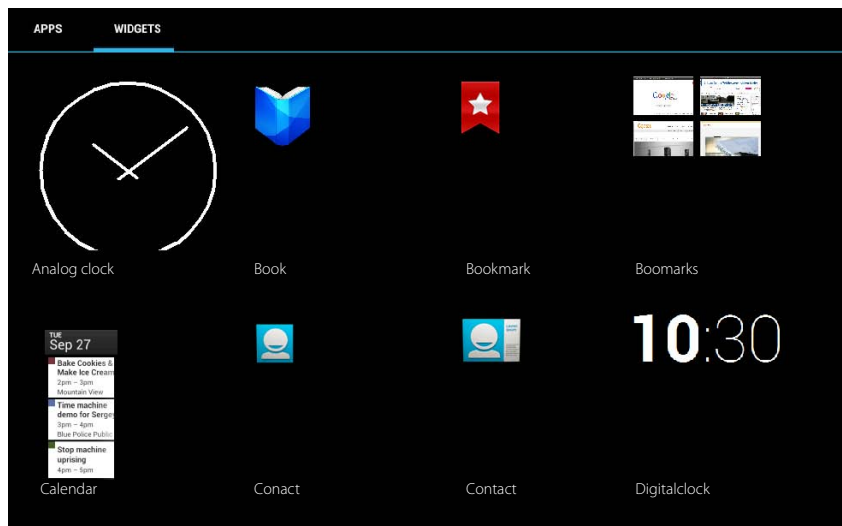 APPS WIDGETS
Analog clock Book Bookmark Boomarks
TUE
Sep 27
Bake Cookies &
Make Ice Cream
2pm – 3pm
Mountain View
Time machine
demo for Sergey
3pm – 4pm
Blue Police Public
Stop machine
uprising
4pm – 5pm
10:30
Calendar Conact Contact Digitalclock